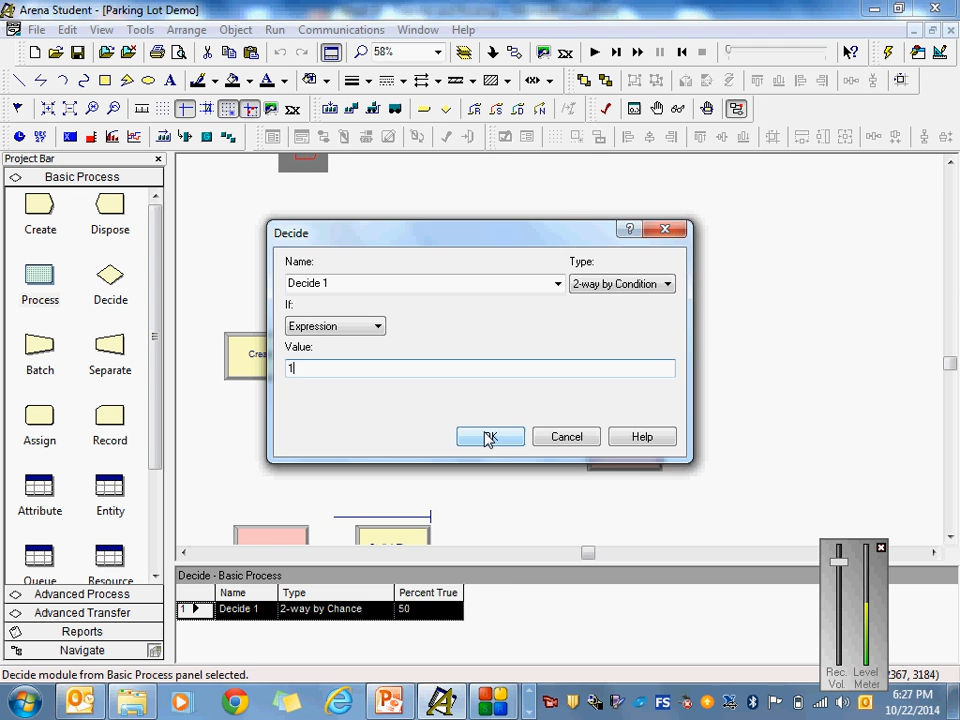 Arena Student - [Parking Lot Demo]
File Edit View Tools Arrange Object Run Communications Window Help
58%
Project Bar
Basic Process
Create Dispose
Process Decide
Batch Separate
Assign Record
Attribute Entity
Queue Resource
Advanced Process
Advanced Transfer
Reports
Navigate
Decide
Name: Type:
Decide 1 2-way by Condition
If:
Expression
Value:
1
OK Cancel Help
Decide - Basic Process
Name Type Percent True
1 Decide 1 2-way by Chance 50
Rec. Vol. Level Meter
Decide module from Basic Process panel selected.
2367, 3184)
6:27 PM
10/22/2014